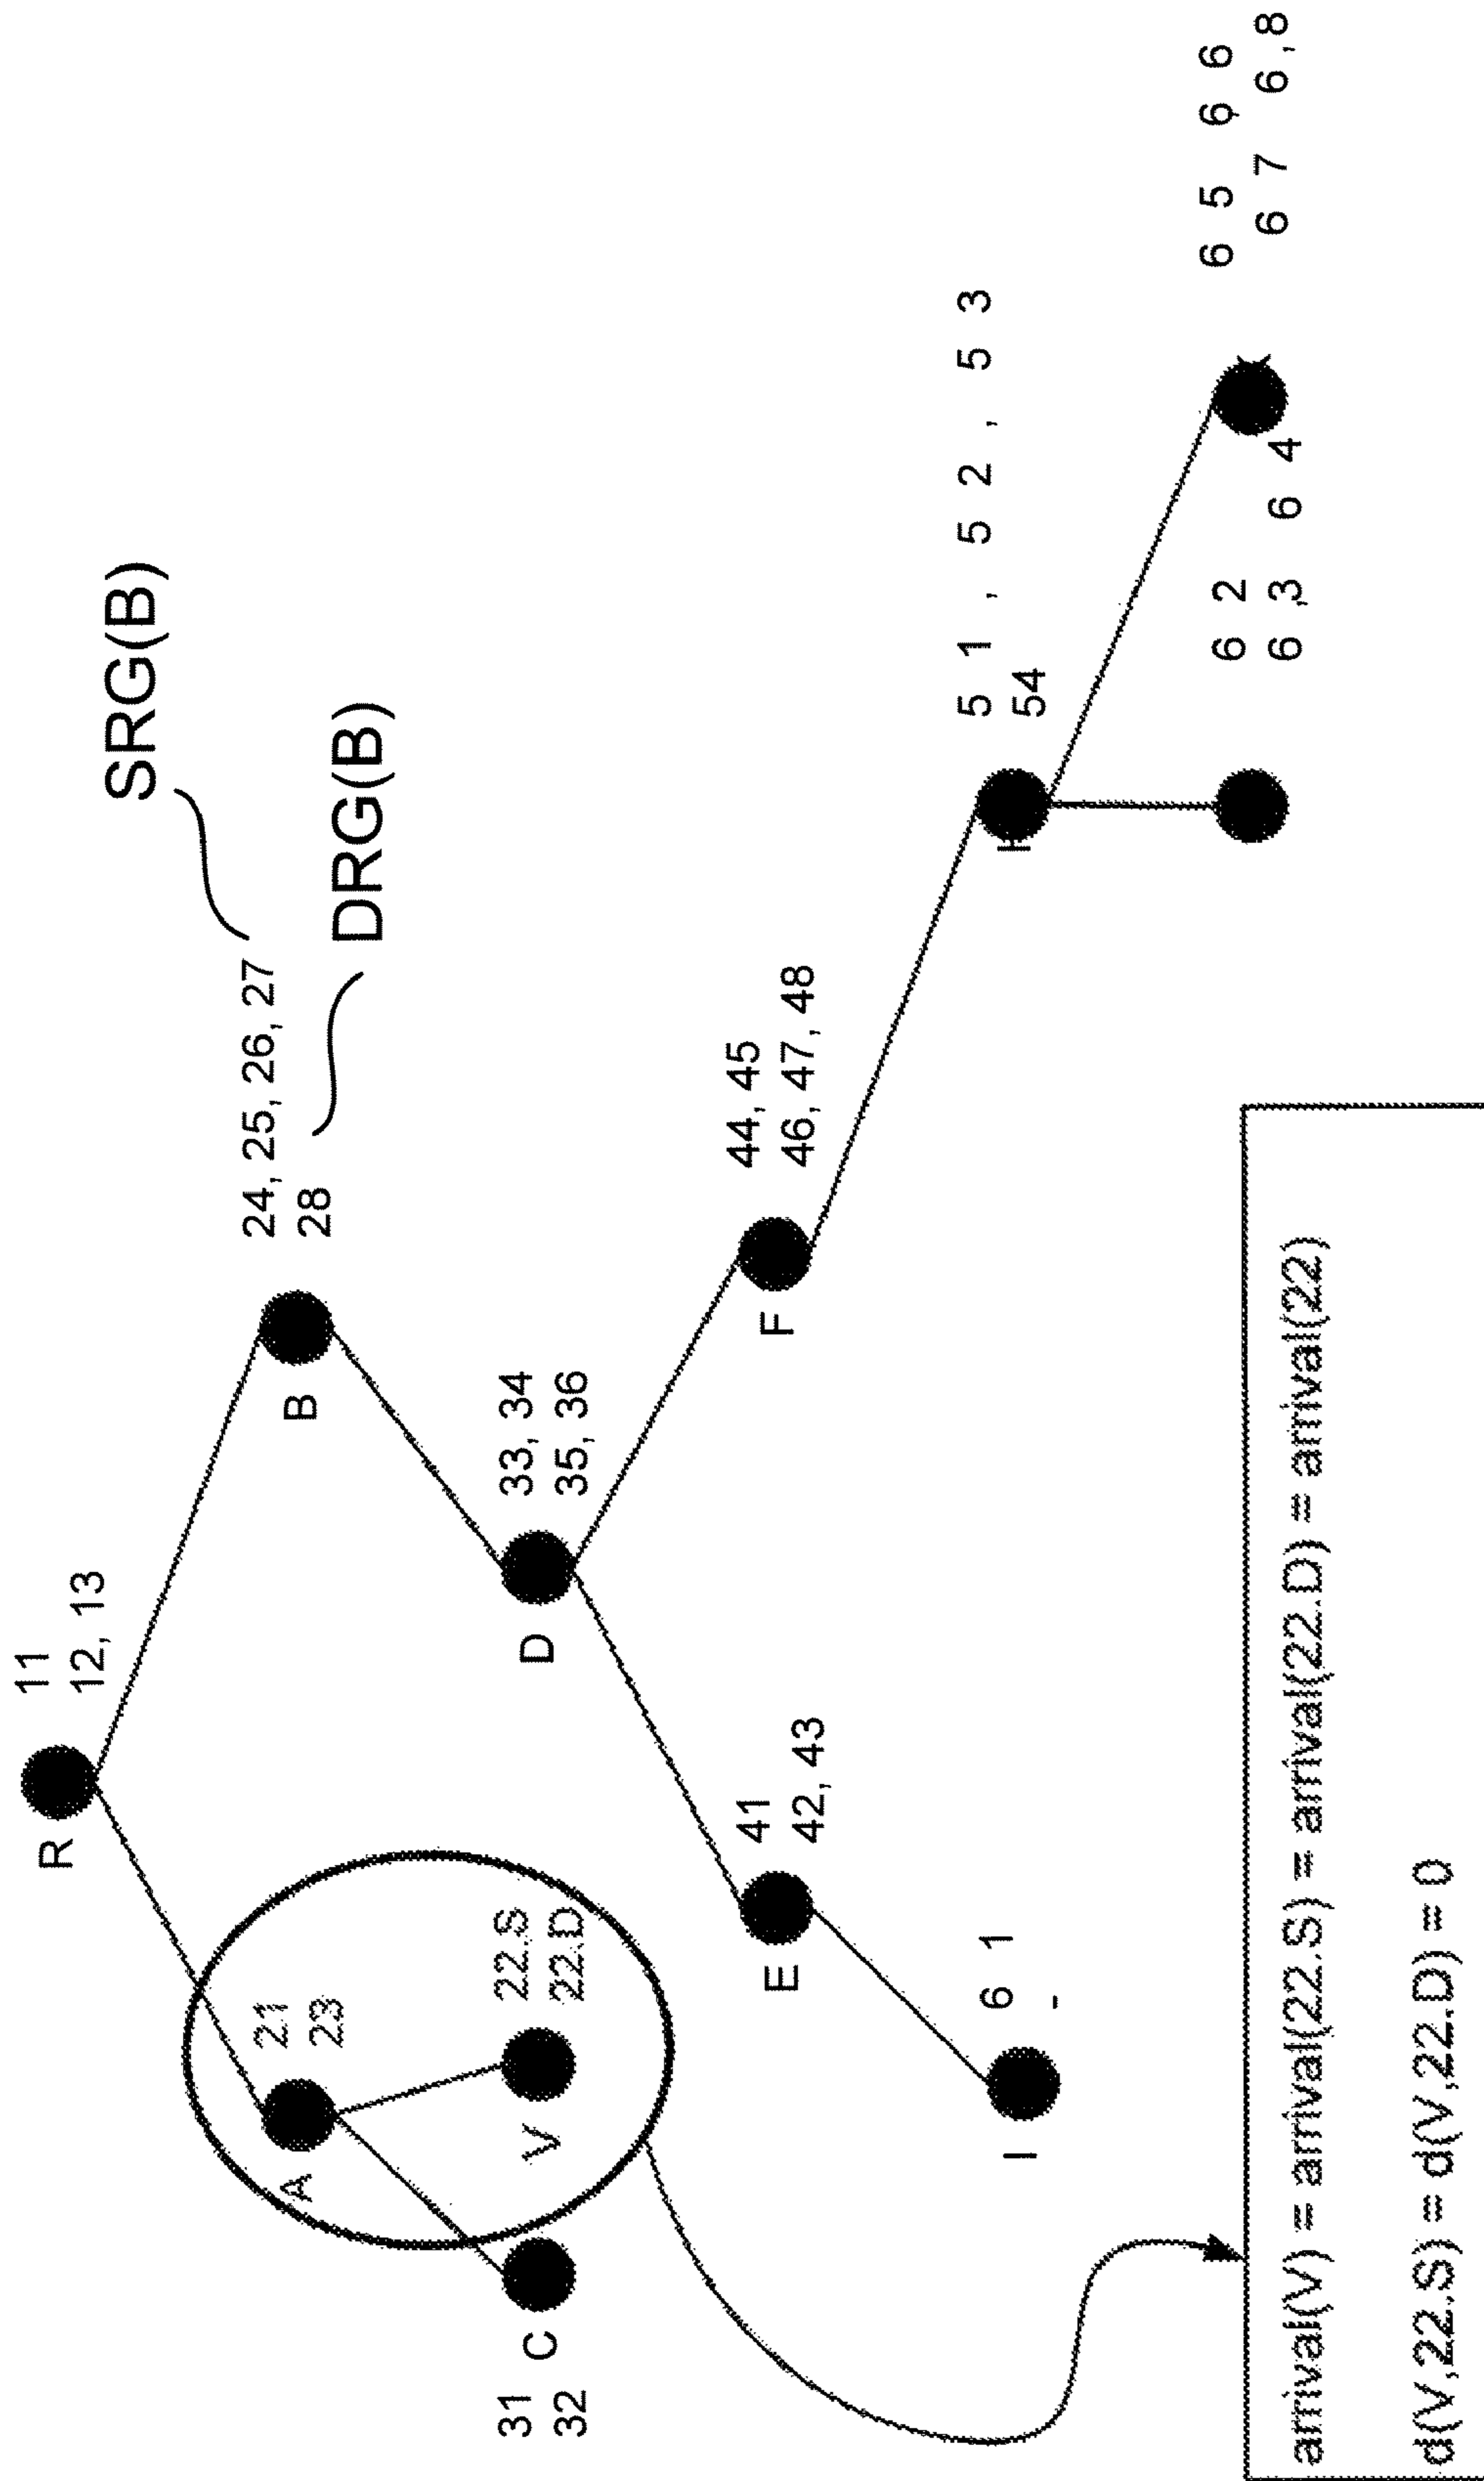 SRG(B)
DRG(B)
R
11
12, 13
B
24, 25, 26, 27
28
A
21
23
31
32
C
V
22.S
22.D
D
33, 34
35, 36
E
41
42, 43
F
44, 45
46, 47, 48
I
6 1
-
H
5 1 , 5 2 , 5 3
54
6 2
6 ,3 6 4
6 5 6 6
6 7 6 ,8
arrival(V) = arrival(22.S) = arrival(22.D) = arrival(22)
d(V,22.S) = d(V,22.D) = 0